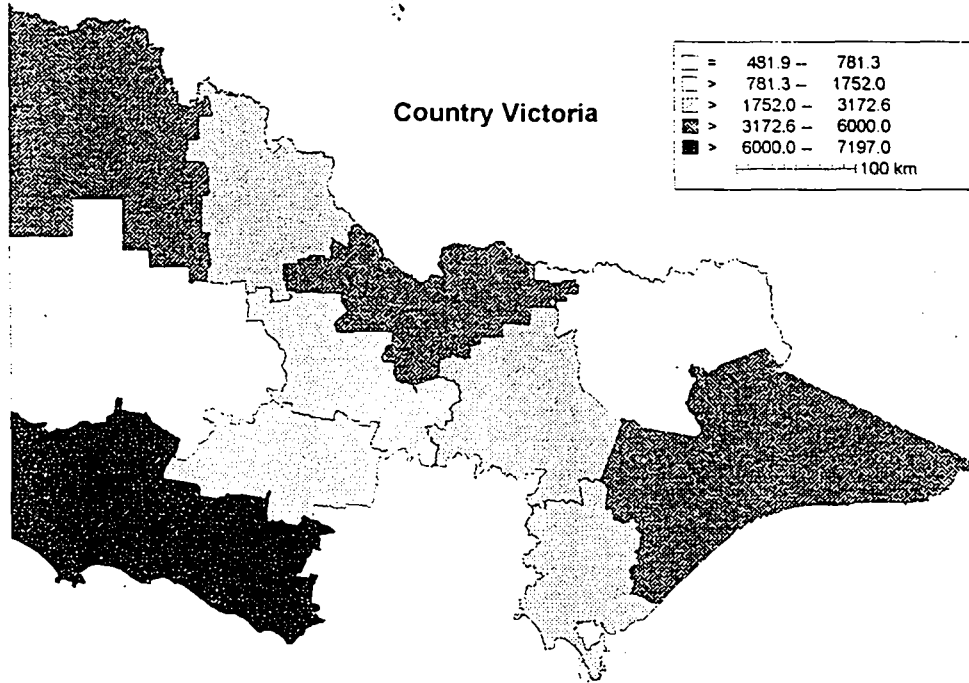 Country Victoria
= 481.9 – 781.3
> 781.3 – 1752.0
> 1752.0 – 3172.6
> 3172.6 – 6000.0
> 6000.0 – 7197.0
100 km